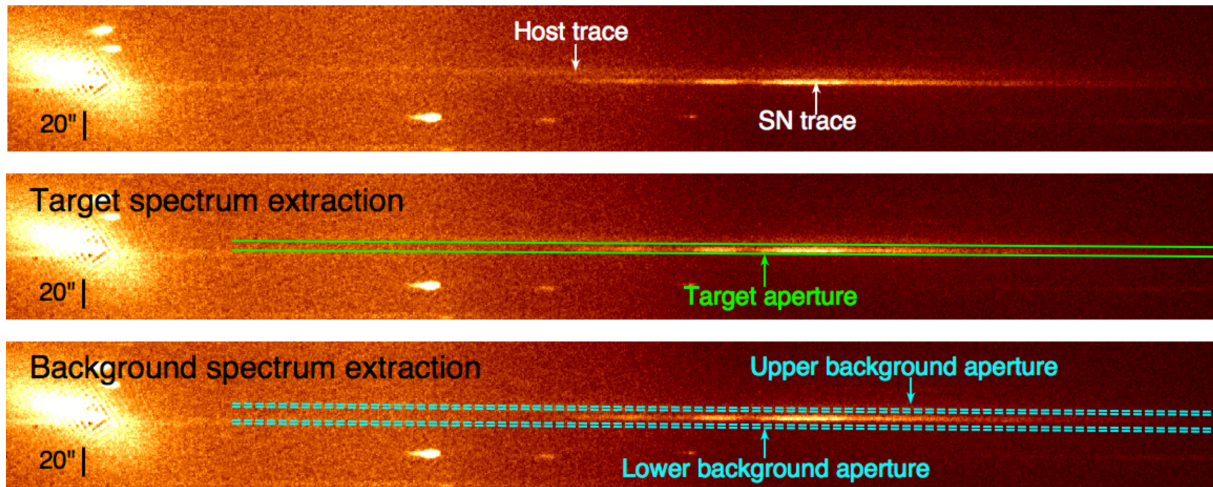 Host trace
20"
SN trace
Target spectrum extraction
20"
Target aperture
Background spectrum extraction
Upper background aperture
20"
Lower background aperture